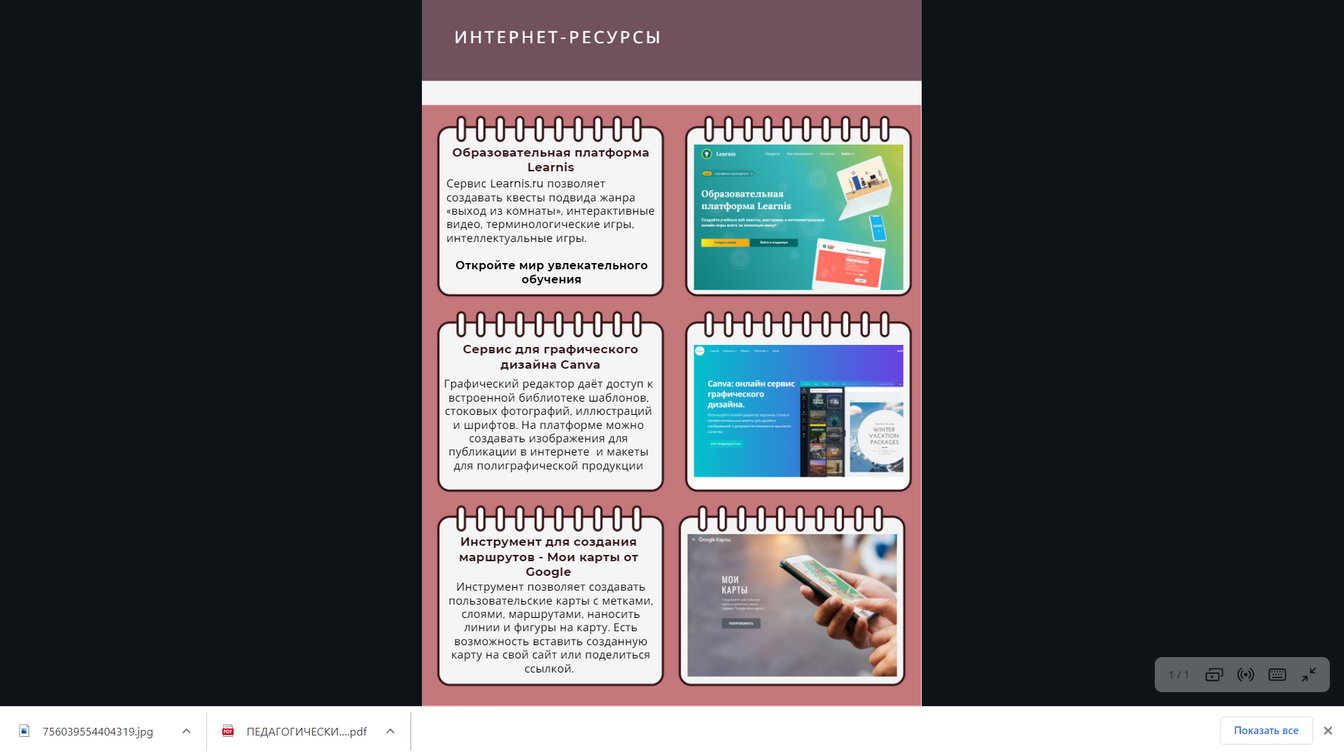 ИНТЕРНЕТ-РЕСУРСЫ
Образовательная платформа
Learnis
Сервис Learnis.ru позволяет
создавать квесты подвида жанра
«выход из комнаты», интерактивные
видео, терминологические игры,
интеллектуальные игры.
Откройте мир увлекательного
обучения
Learnis
Образовательная
платформа Learnis
Сервис для графического
дизайна Canva
Графический редактор даёт доступ к
встроенной библиотеке шаблонов,
стоковых фотографий, иллюстраций
и шрифтов. На платформе можно
создавать изображения для
публикации в интернете и макеты
для полиграфической продукции
Canva: онлайн сервис
графического
дизайна.
WINTER
VACATION
PACKAGES
Инструмент для создания
маршрутов - Мои карты от
Google
Инструмент позволяет создавать
пользовательские карты с метками,
слоями, маршрутами, наносить
линии и фигуры на карту. Есть
возможность вставить созданную
карту на свой сайт или поделиться
ссылкой.
Google Карты
МОИ
КАРТЫ
ПОПРОБОВАТЬ
1 / 1
756039554404319.jpg
PDF
ПЕДАГОГИЧЕСКИ....pdf
Показать все